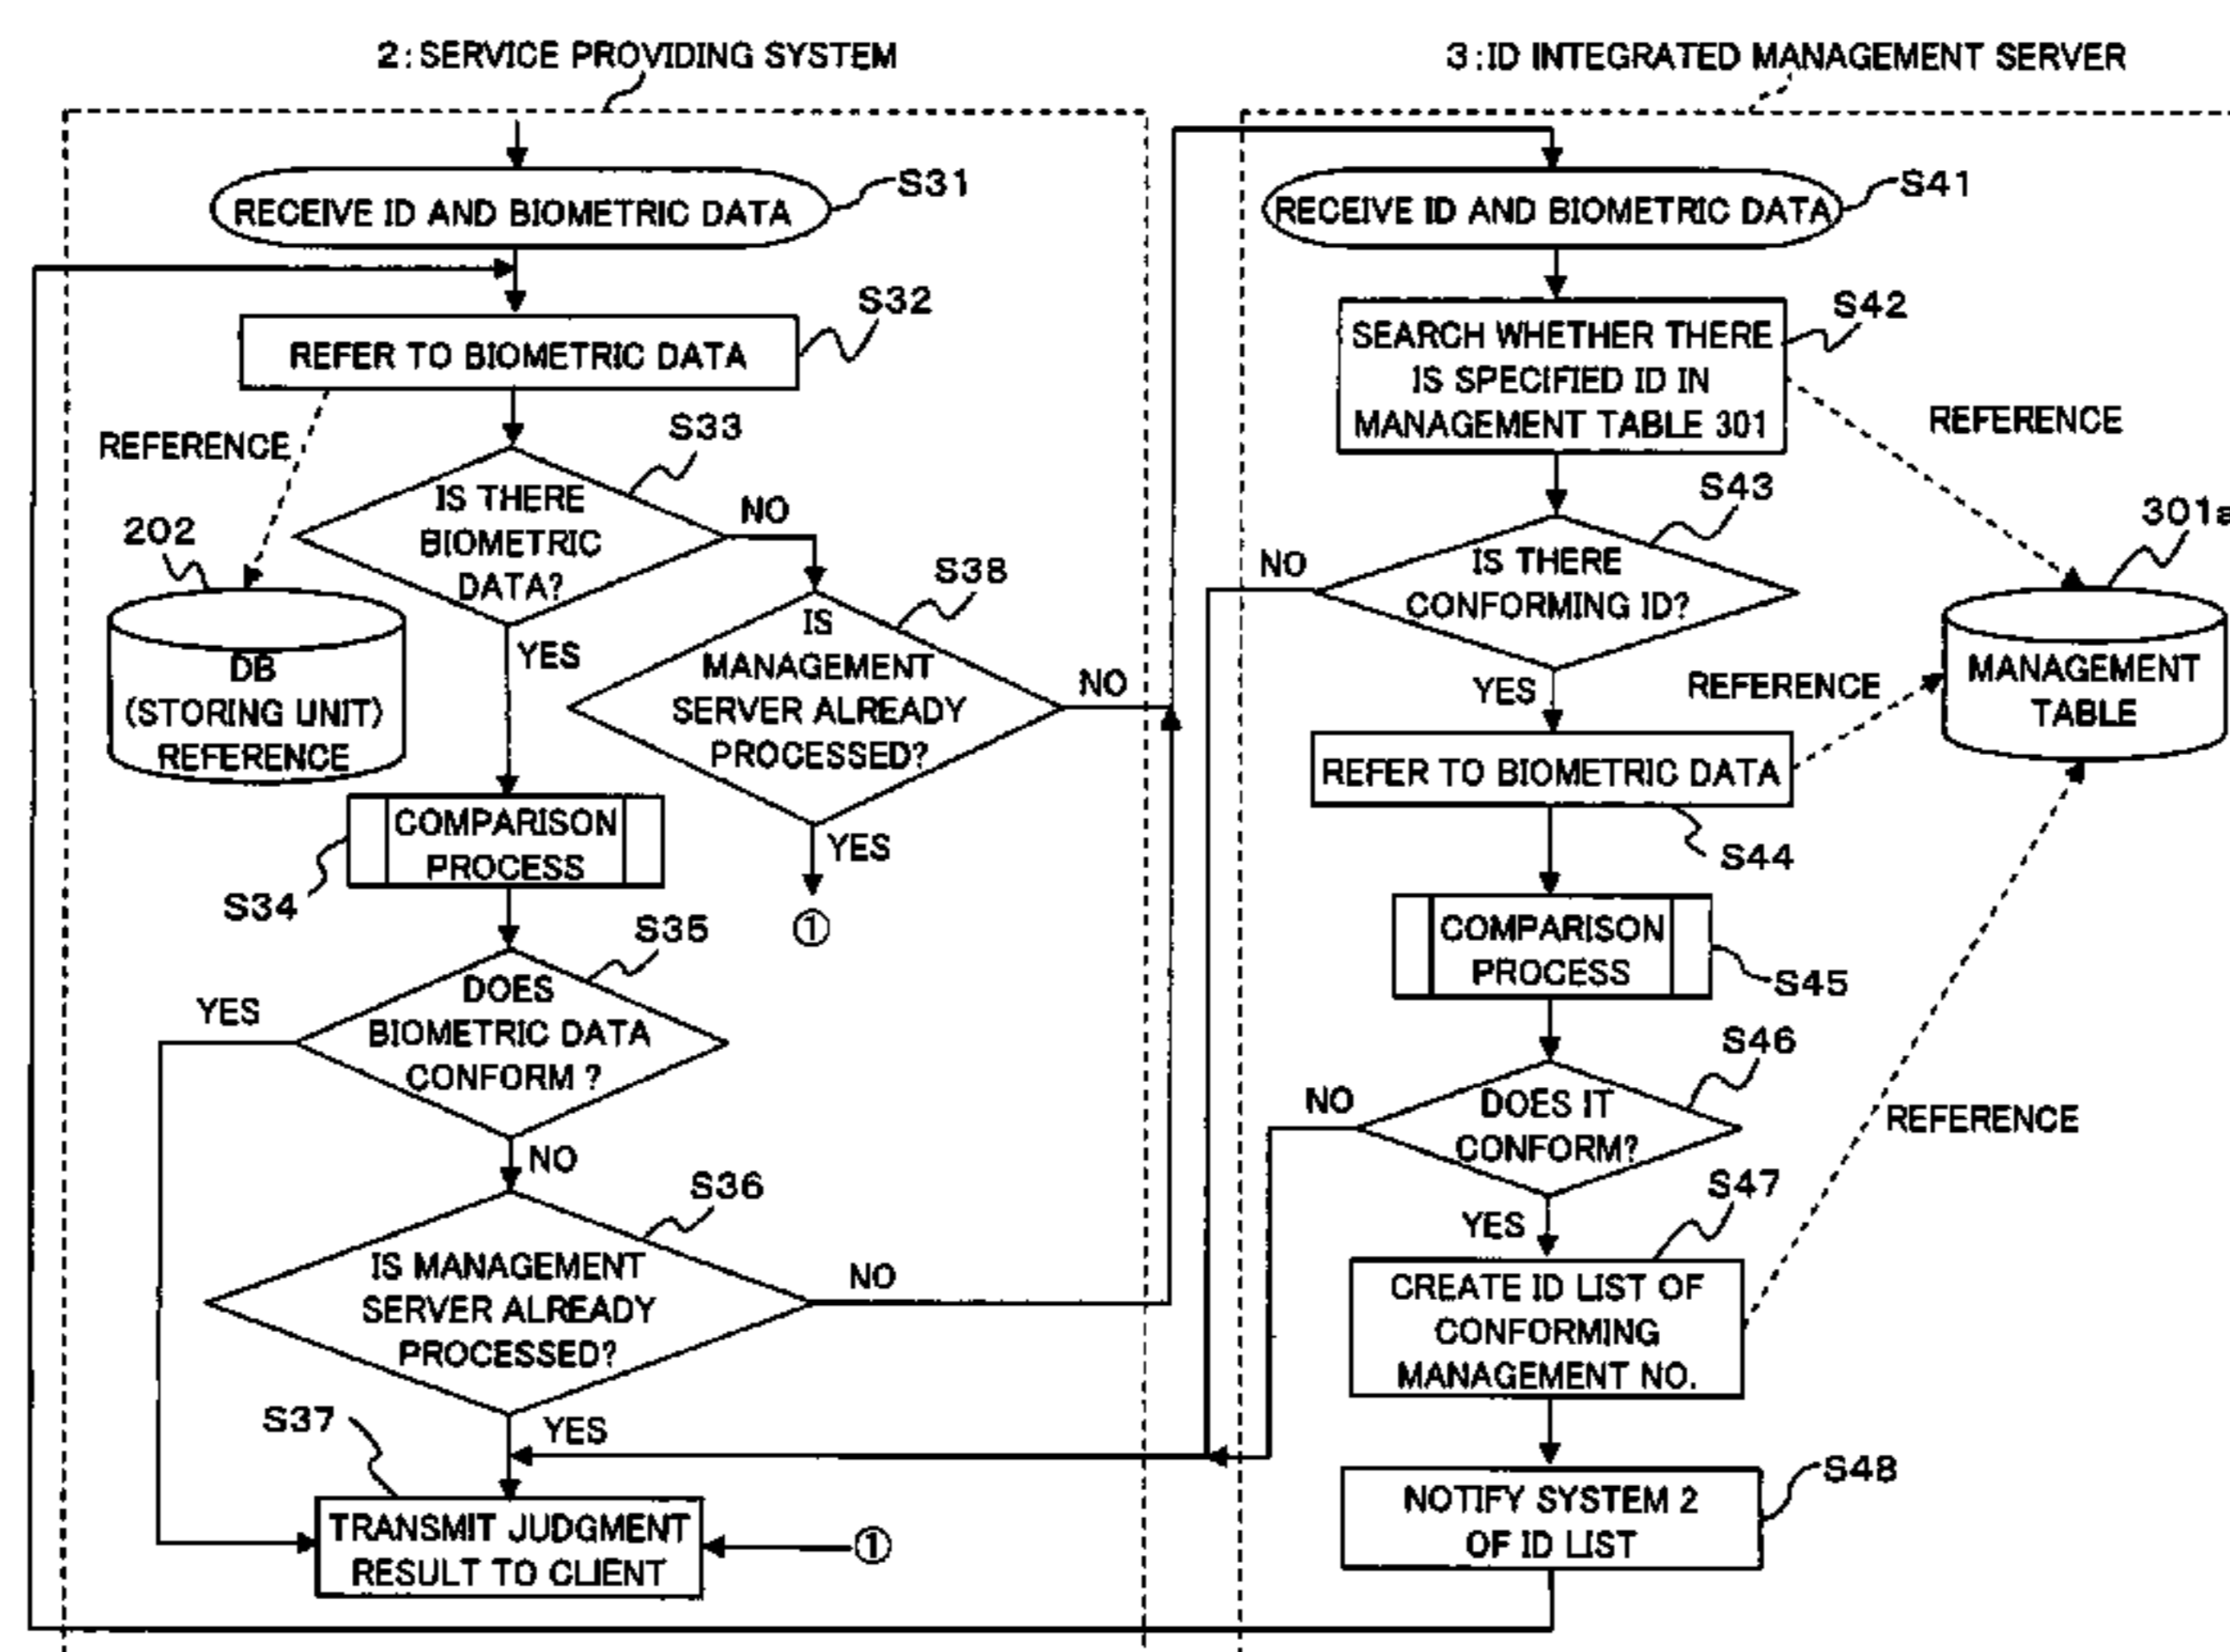 2:SERVICE PROVIDING SYSTEM
3:ID INTEGRATED MANAGEMENT SERVER
RECEIVE ID AND BIOMETRIC DATA
S31
REFER TO BIOMETRIC DATA
S32
REFERENCE
S33
IS THERE
BIOMETRIC
DATA?
NO
YES
202
DB
(STORING UNIT)
REFERENCE
S38
IS
MANAGEMENT
SERVER ALREADY
PROCESSED?
NO
YES
①
COMPARISON
PROCESS
S34
S35
DOES
BIOMETRIC DATA
CONFORM ?
YES
NO
S36
IS MANAGEMENT
SERVER ALREADY
PROCESSED?
NO
YES
S37
TRANSMIT JUDGMENT
RESULT TO CLIENT
①
RECEIVE ID AND BIOMETRIC DATA
S41
S42
SEARCH WHETHER THERE
IS SPECIFIED ID IN
MANAGEMENT TABLE 301
REFERENCE
S43
IS THERE
CONFORMING ID?
NO
YES
301a
MANAGEMENT
TABLE
REFERENCE
REFER TO BIOMETRIC DATA
S44
COMPARISON
PROCESS
S45
S46
DOES IT
CONFORM?
NO
YES
REFERENCE
S47
CREATE ID LIST OF
CONFORMING
MANAGEMENT NO.
S48
NOTIFY SYSTEM 2
OF ID LIST